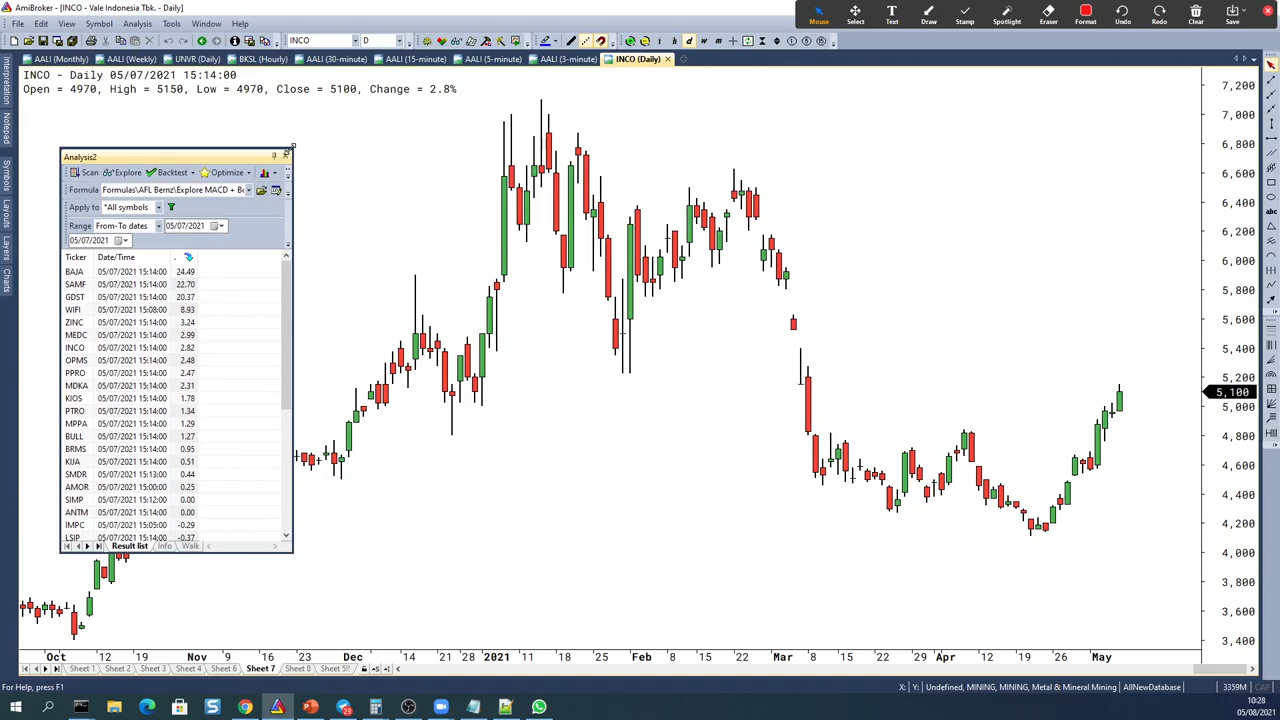 AmiBroker - [INCO - Vale Indonesia Tbk. - Daily]
Mouse Select Text Draw Stamp Spotlight Eraser Format Undo Redo Clear Save
File Edit View Symbol Analysis Tools Window Help
INCO D
AALI (Monthly) AALI (Weekly) UNVR (Daily) BKSL (Hourly) AALI (30-minute) AALI (15-minute) AALI (5-minute) AALI (3-minute) INCO (Daily)
INCO - Daily 05/07/2021 15:14:00
Open = 4970, High = 5150, Low = 4970, Close = 5100, Change = 2.8%
Interpretation
Notepad
Symbols
Layouts
Layers
Charts
Analysis2
Scan Explore Backtest Optimize
Formula Formulas\AFL Bernz\Explore MACD + Bo
Apply to *All symbols
Range From-To dates 05/07/2021
05/07/2021
Ticker Date/Time .
BAJA 05/07/2021 15:14:00 24.49
SAMF 05/07/2021 15:14:00 22.70
GDST 05/07/2021 15:14:00 20.37
WIFI 05/07/2021 15:08:00 8.93
ZINC 05/07/2021 15:14:00 3.24
MEDC 05/07/2021 15:14:00 2.99
INCO 05/07/2021 15:14:00 2.82
OPMS 05/07/2021 15:14:00 2.48
PPRO 05/07/2021 15:14:00 2.47
MDKA 05/07/2021 15:14:00 2.31
KIOS 05/07/2021 15:14:00 1.78
PTRO 05/07/2021 15:14:00 1.34
MPPA 05/07/2021 15:14:00 1.29
BULL 05/07/2021 15:14:00 1.27
BRMS 05/07/2021 15:14:00 0.95
KIJA 05/07/2021 15:14:00 0.51
SMDR 05/07/2021 15:13:00 0.44
AMOR 05/07/2021 15:00:00 0.25
SIMP 05/07/2021 15:12:00 0.00
ANTM 05/07/2021 15:14:00 0.00
IMPC 05/07/2021 15:05:00 -0.29
LSIP 05/07/2021 15:14:00 -0.37
Result list Info Walk
7,200
7,000
6,800
6,600
6,400
6,200
6,000
5,800
5,600
5,400
5,200
5,100
5,000
4,800
4,600
4,400
4,200
4,000
3,800
3,600
3,400
Oct 12 19 Nov 9 16 23 Dec 14 21 28 2021 11 18 25 Feb 8 15 22 Mar 8 15 22 29 Apr 12 19 26 May
Sheet 1 Sheet 2 Sheet 3 Sheet 4 Sheet 6 Sheet 7 Sheet 8
For Help, press F1 X: Y: Undefined, MINING, MINING, Metal & Mineral Mining AllNewDatabase 3359M CAP
10:28
05/08/2021